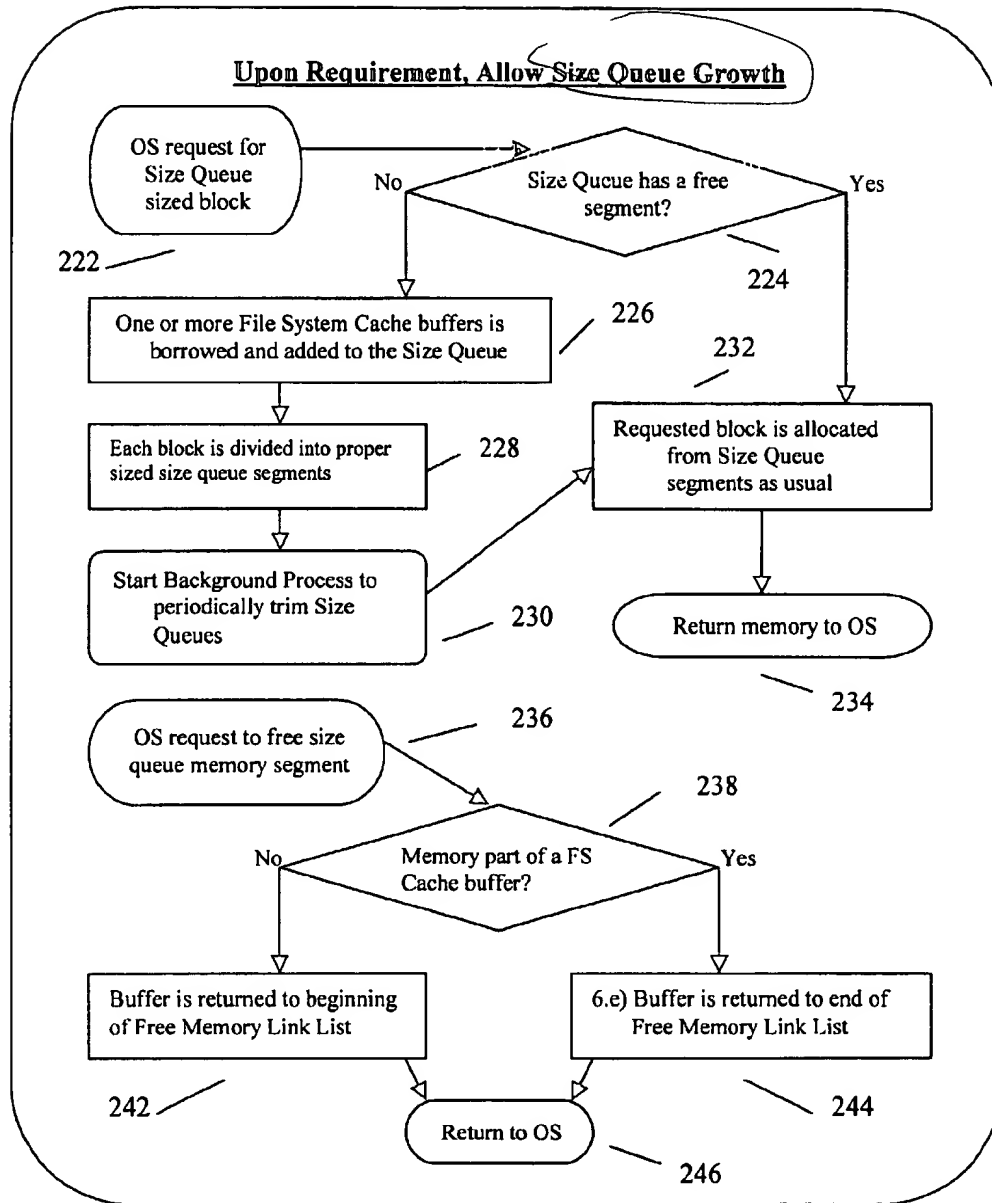 Upon Requirement, Allow Size Queue Growth
OS request for
Size Queue
sized block
Size Queue has a free
segment?
No
Yes
222
224
One or more File System Cache buffers is
borrowed and added to the Size Queue
226
232
Each block is divided into proper
sized size queue segments
228
Requested block is allocated
from Size Queue
segments as usual
Start Background Process to
periodically trim Size
Queues
230
Return memory to OS
234
OS request to free size
queue memory segment
236
238
Memory part of a FS
Cache buffer?
No
Yes
Buffer is returned to beginning
of Free Memory Link List
6.e) Buffer is returned to end of
Free Memory Link List
242
244
Return to OS
246